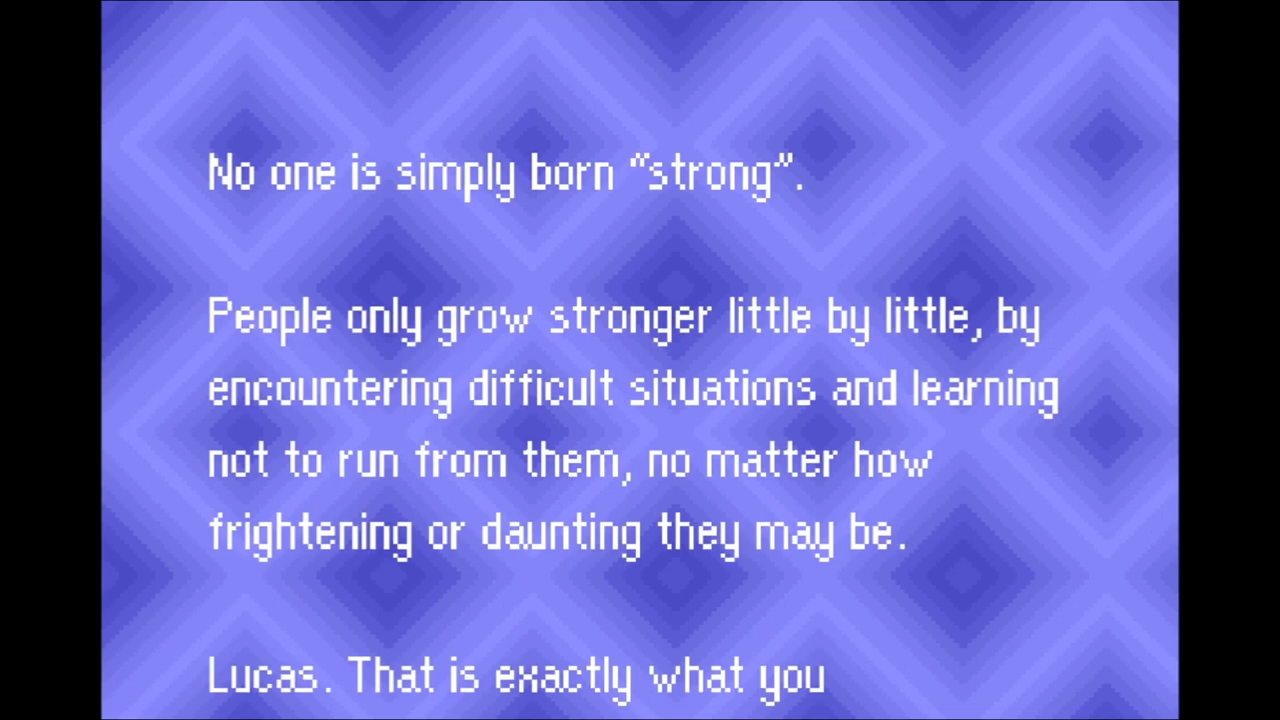 No one is simply born “strong“.
People only grow stronger little by little, by
encountering difficult situations and learning
not to run from them, no matter how
frightening or daunting they may be.
Lucas. That is exactly what you